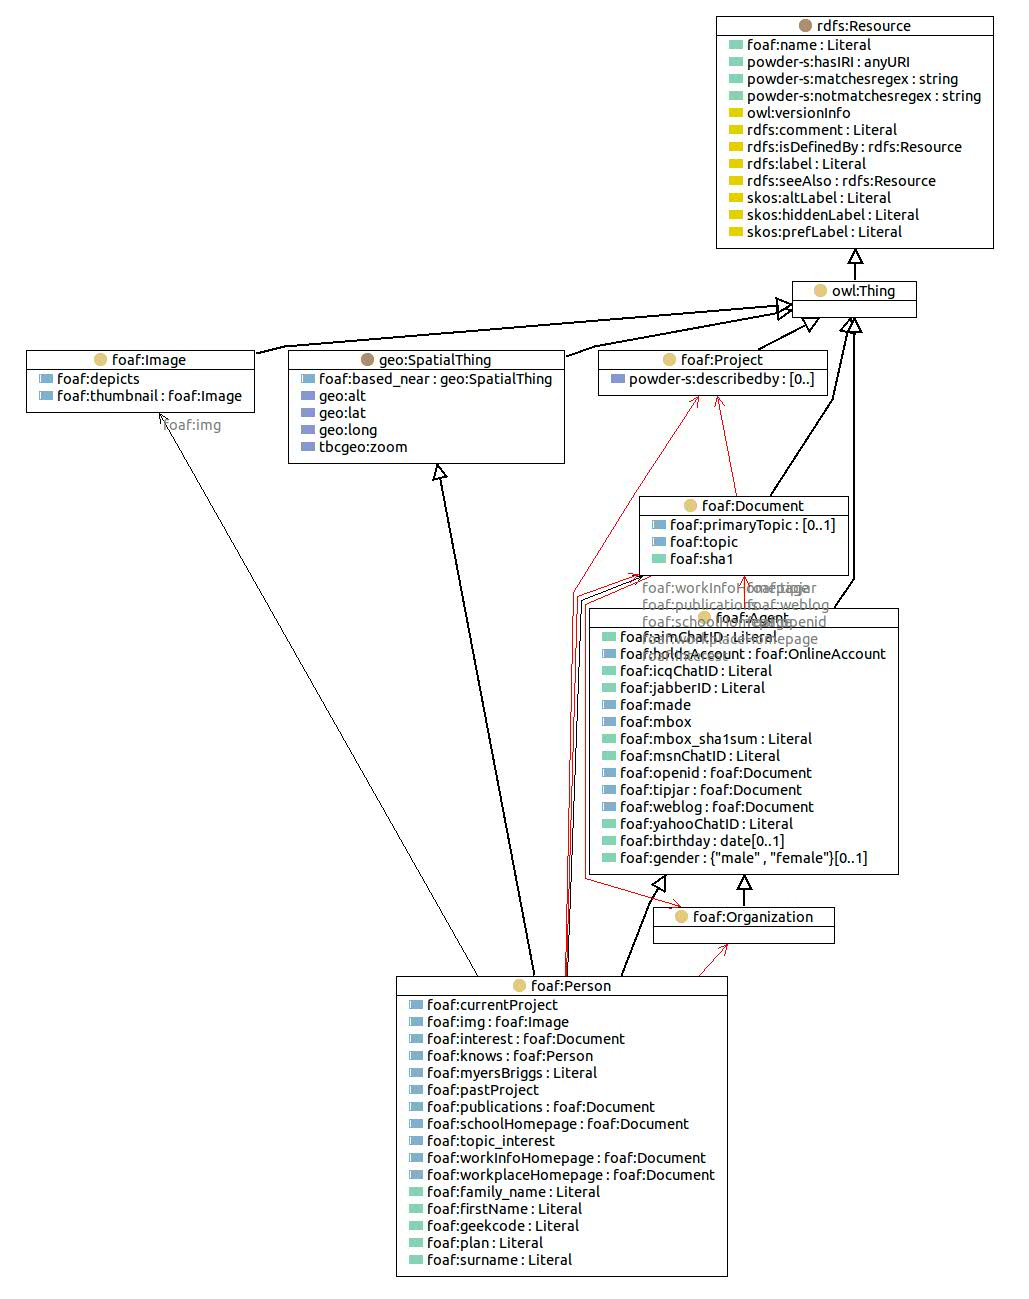 rdfs:Resource
foaf:name : Literal
powder-s:hasIRI : anyURI
powder-s:matchesregex : string
powder-s:notmatchesregex : string
owl:versionInfo
rdfs:comment : Literal
rdfs:isDefinedBy : rdfs:Resource
rdfs:label : Literal
rdfs:seeAlso : rdfs:Resource
skos:altLabel : Literal
skos:hiddenLabel : Literal
skos:prefLabel : Literal
owl:Thing
foaf:Image
foaf:depicts
foaf:thumbnail : foaf:Image
foaf:img
geo:SpatialThing
foaf:based_near : geo:SpatialThing
geo:alt
geo:lat
geo:long
tbcgeo:zoom
foaf:Project
powder-s:describedby : [0..]
foaf:Document
foaf:primaryTopic : [0..1]
foaf:topic
foaf:sha1
foaf:workInfoHomepage
foaf:tipjar
foaf:publications
foaf:weblog
foaf:schoolHomepage
foaf:openid
foaf:workplaceHomepage
foaf:interest
foaf:Agent
foaf:aimChatID : Literal
foaf:holdsAccount : foaf:OnlineAccount
foaf:icqChatID : Literal
foaf:jabberID : Literal
foaf:made
foaf:mbox
foaf:mbox_sha1sum : Literal
foaf:msnChatID : Literal
foaf:openid : foaf:Document
foaf:tipjar : foaf:Document
foaf:weblog : foaf:Document
foaf:yahooChatID : Literal
foaf:birthday : date[0..1]
foaf:gender : {"male" , "female"}[0..1]
foaf:Organization
foaf:Person
foaf:currentProject
foaf:img : foaf:Image
foaf:interest : foaf:Document
foaf:knows : foaf:Person
foaf:myersBriggs : Literal
foaf:pastProject
foaf:publications : foaf:Document
foaf:schoolHomepage : foaf:Document
foaf:topic_interest
foaf:workInfoHomepage : foaf:Document
foaf:workplaceHomepage : foaf:Document
foaf:family_name : Literal
foaf:firstName : Literal
foaf:geekcode : Literal
foaf:plan : Literal
foaf:surname : Literal